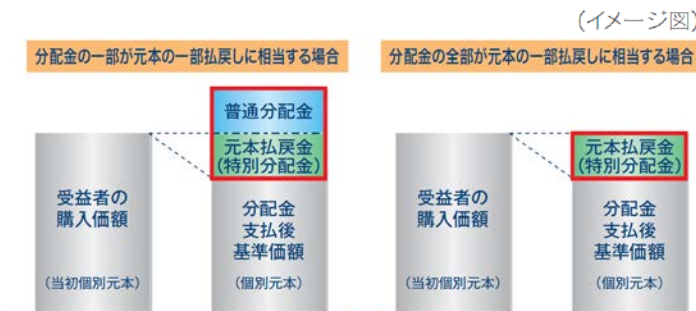 (イメージ図)
分配金の一部が元本の一部払戻しに相当する場合
普通分配金
元本払戻金
(特別分配金)
受益者の
購入価額
(当初個別元本)
分配金
支払後
基準価額
(個別元本)
分配金の全部が元本の一部払戻しに相当する場合
元本払戻金
(特別分配金)
受益者の
購入価額
(当初個別元本)
分配金
支払後
基準価額
(個別元本)